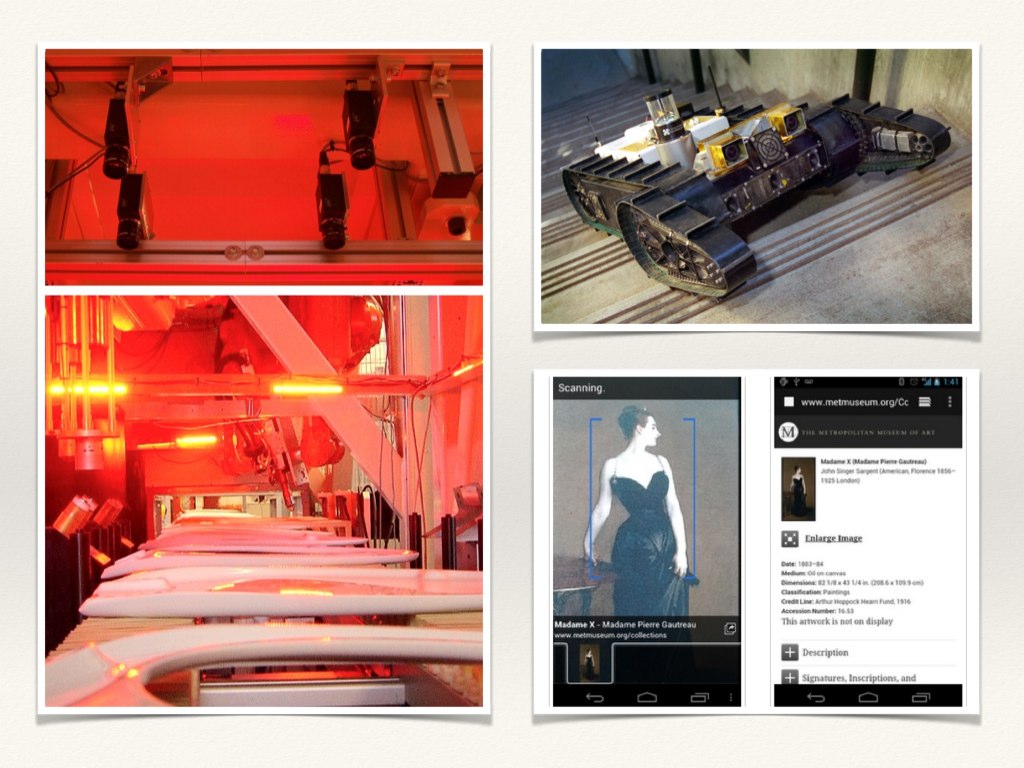 Scanning.
Madame X - Madame Pierre Gautreau
www.metmuseum.org/collections
1:41
www.metmuseum.org/Cc
M THE METROPOLITAN MUSEUM OF ART
Madame X (Madame Pierre Gautreau)
John Singer Sargent (American, Florence 1856–
1925 London)
Enlarge Image
Date: 1883–84
Medium: Oil on canvas
Dimensions: 82 1/8 x 43 1/4 in. (208.6 x 109.9 cm)
Classification: Paintings
Credit Line: Arthur Hoppock Hearn Fund, 1916
Accession Number: 16.53
This artwork is not on display
Description
Signatures, Inscriptions, and